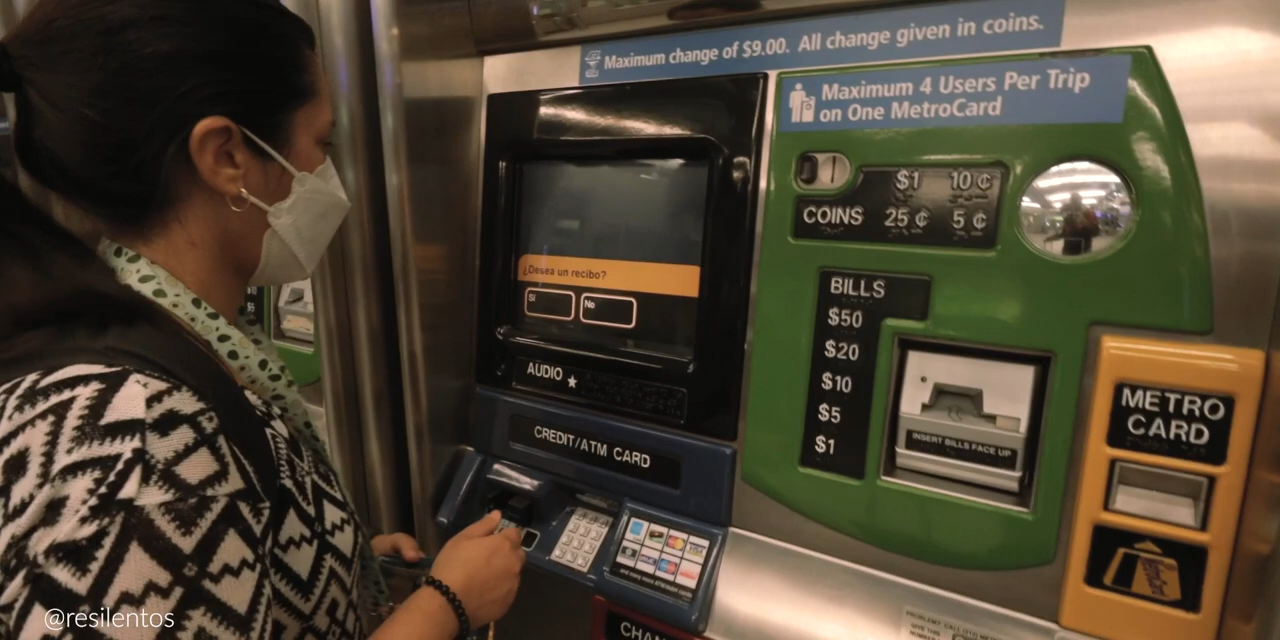 Maximum change of $9.00. All change given in coins.
Maximum 4 Users Per Trip
on One MetroCard
$1 10¢
COINS 25¢ 5¢
¿Desea un recibo?
Si No
BILLS
$50
$20
$10
$5
$1
AUDIO
CREDIT/ATM CARD
INSERT BILLS FACE UP
METRO
CARD
VISA
@resilentos